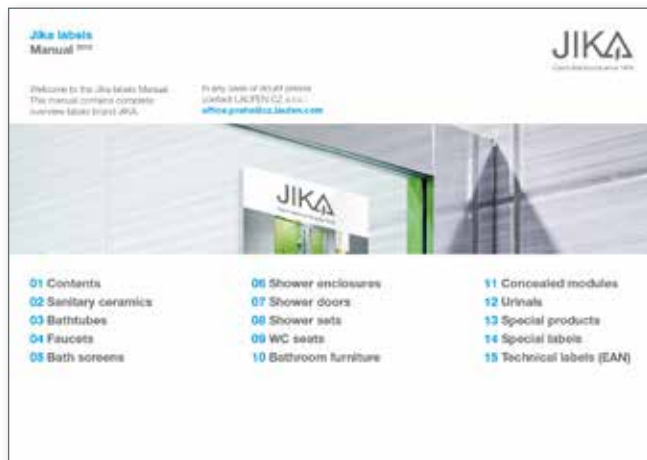 Jika labels
Manual
JIKA
Welcome to the Jika labels Manual.
This manual contains complete
overview labels brand JIKA.
In any case of doubt please
contact LAUFEN CZ s.r.o.:
office.praha@cz.laufen.com
JIKA
01 Contents
02 Sanitary ceramics
03 Bathtubes
04 Faucets
05 Bath screens
06 Shower enclosures
07 Shower doors
08 Shower sets
09 WC seats
10 Bathroom furniture
11 Concealed modules
12 Urinals
13 Special products
14 Special labels
15 Technical labels (EAN)